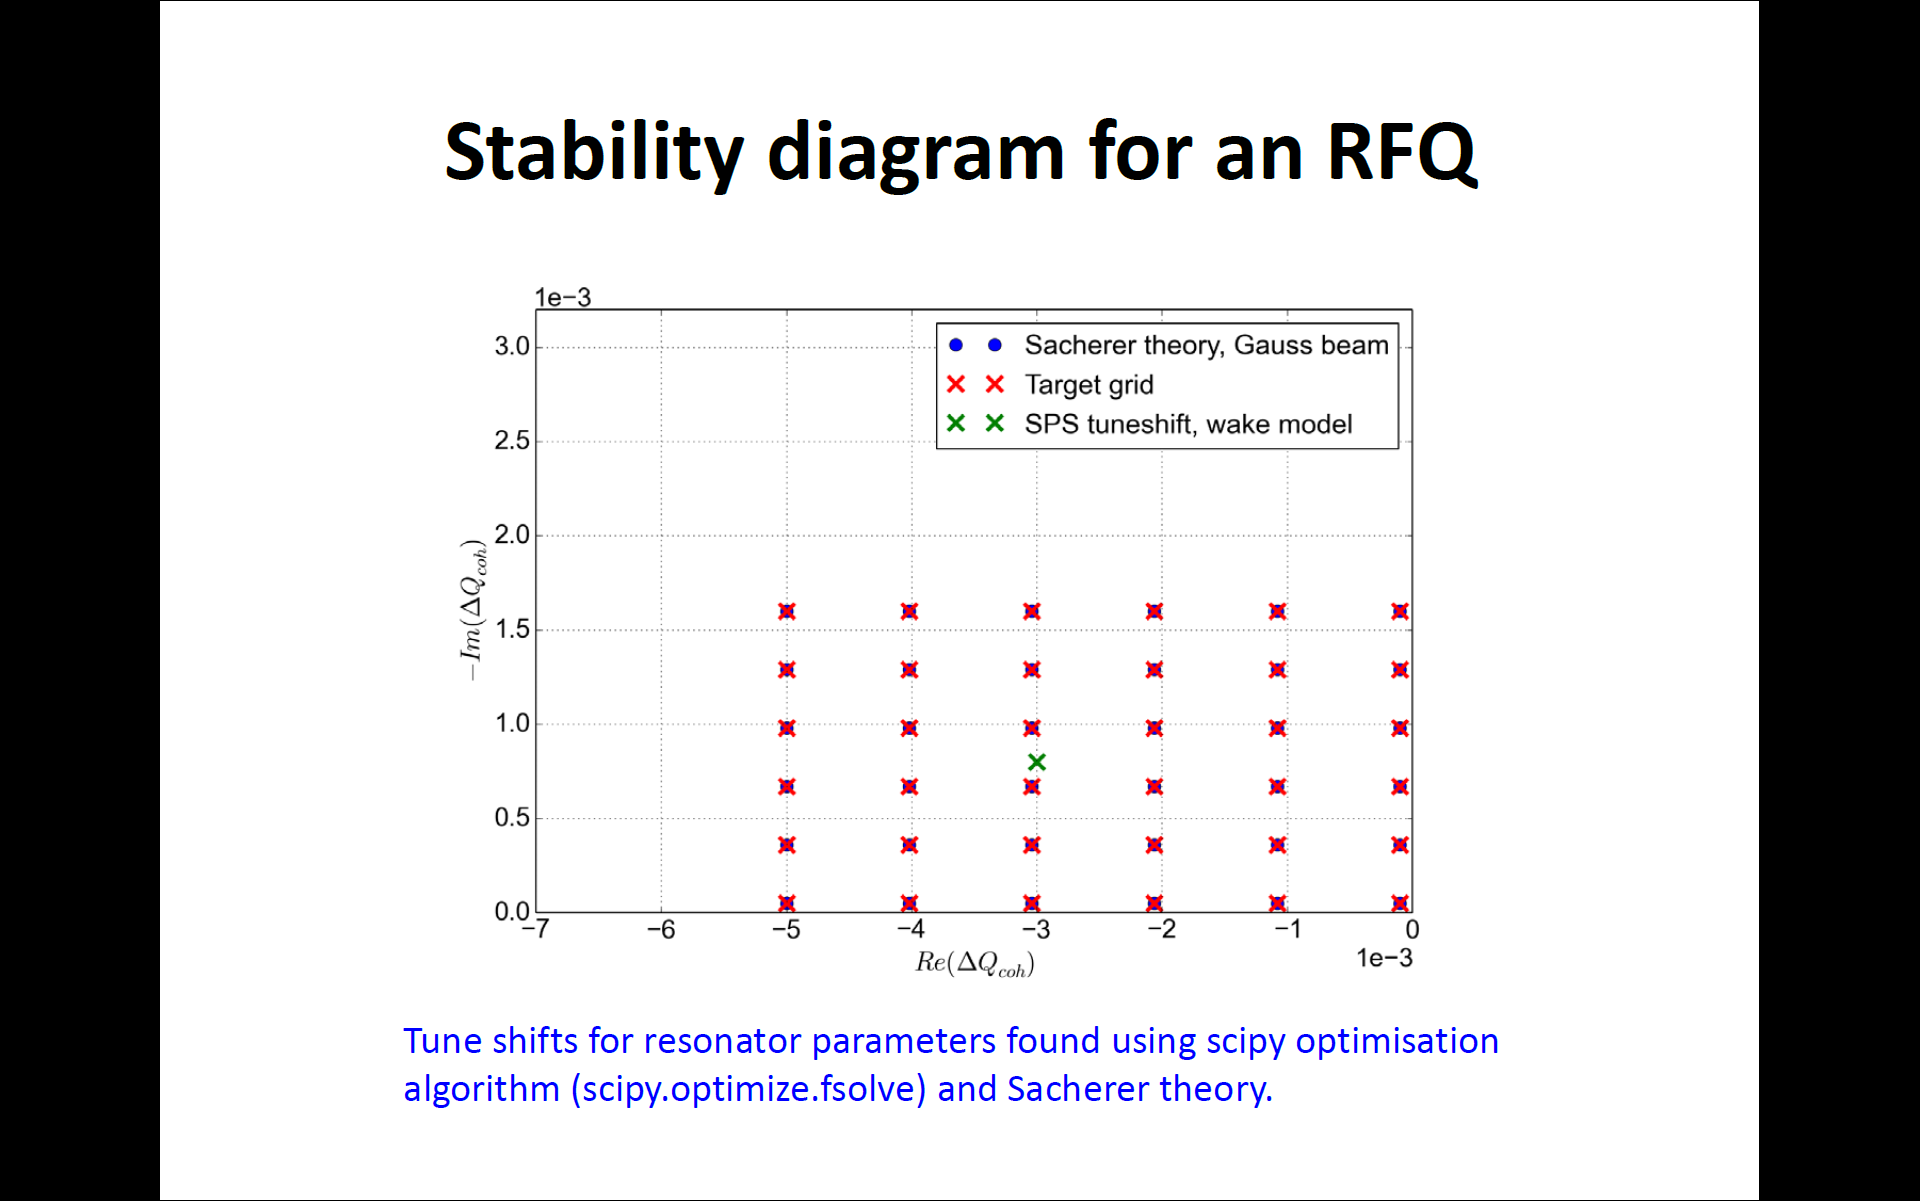 Stability diagram for an RFQ
1e−3
Sacherer theory, Gauss beam
Target grid
SPS tuneshift, wake model
3.0
2.5
2.0
1.5
1.0
0.5
0.0
−Im(ΔQcoh)
−7 −6 −5 −4 −3 −2 −1 0
Re(ΔQcoh)
1e−3
Tune shifts for resonator parameters found using scipy optimisation
algorithm (scipy.optimize.fsolve) and Sacherer theory.